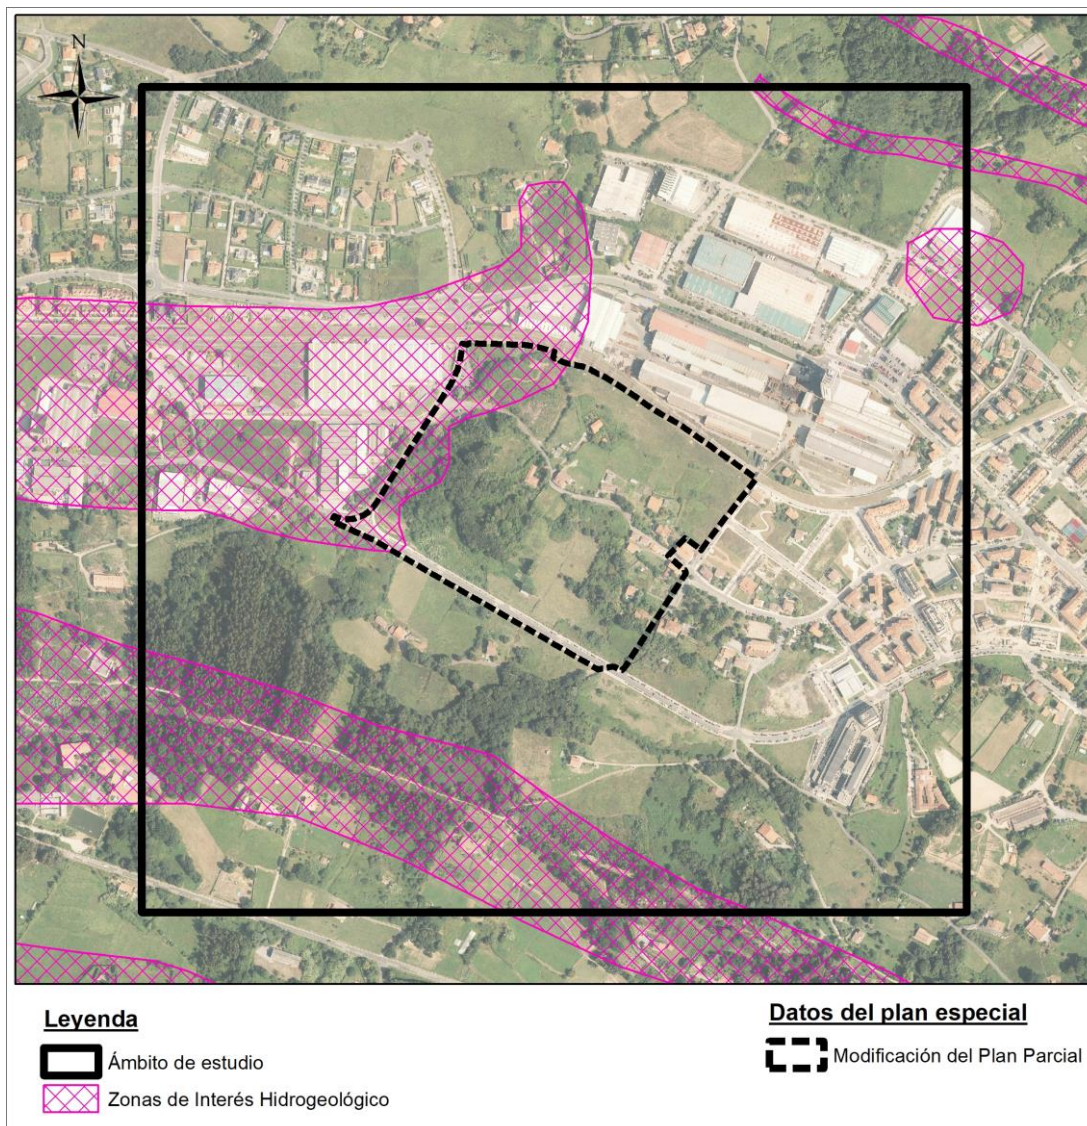 N
Leyenda
Ámbito de estudio
Zonas de Interés Hidrogeológico
Datos del plan especial
Modificación del Plan Parcial